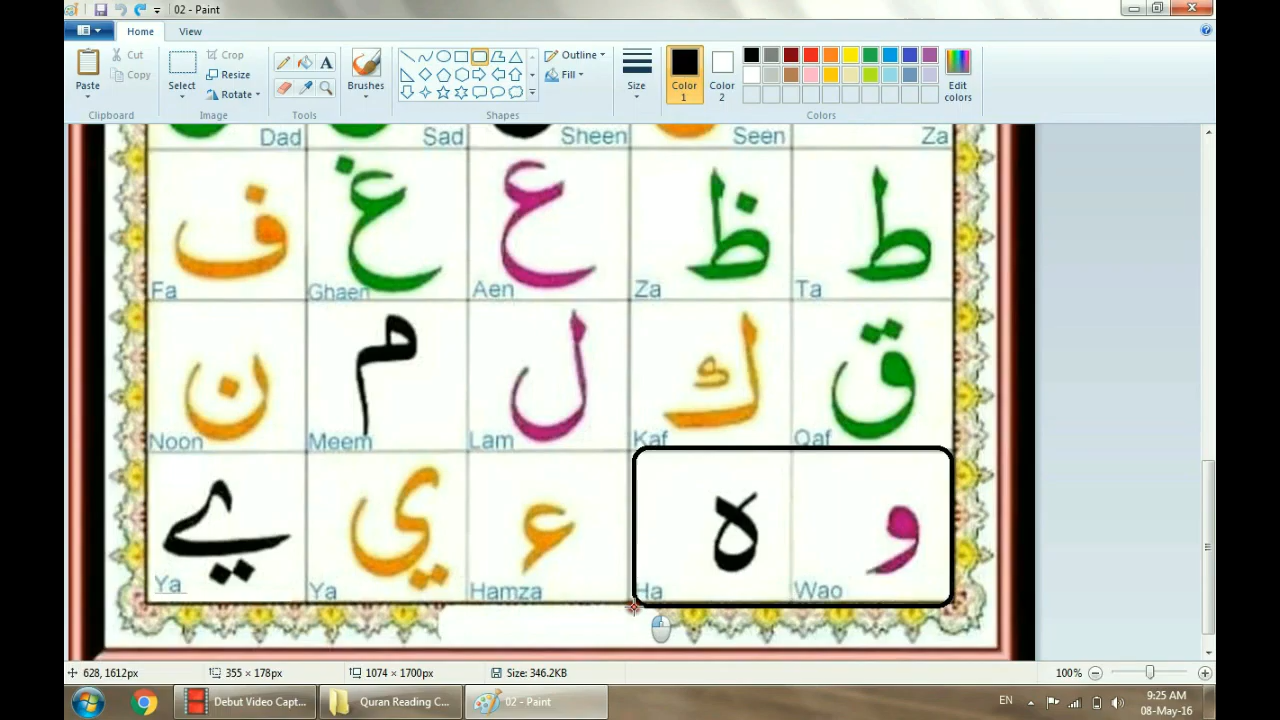 02 - Paint
Home View
Paste
Cut
Copy
Clipboard
Select
Crop
Resize
Rotate
Image
Tools
Brushes
Shapes
Outline
Fill
Size
Color 1
Color 2
Edit colors
Colors
Dad Sad Sheen Seen Za
ف غ ع ظ ط
Fa Ghaen Aen Za Ta
ن م ل ك ق
Noon Meem Lam Kaf Qaf
ے ي ء ه و
Ya Ya Hamza Ha Wao
628, 1612px 355 × 178px 1074 × 1700px Size: 346.2KB 100%
Debut Video Capt... Quran Reading C... 02 - Paint EN 9:25 AM
08-May-16